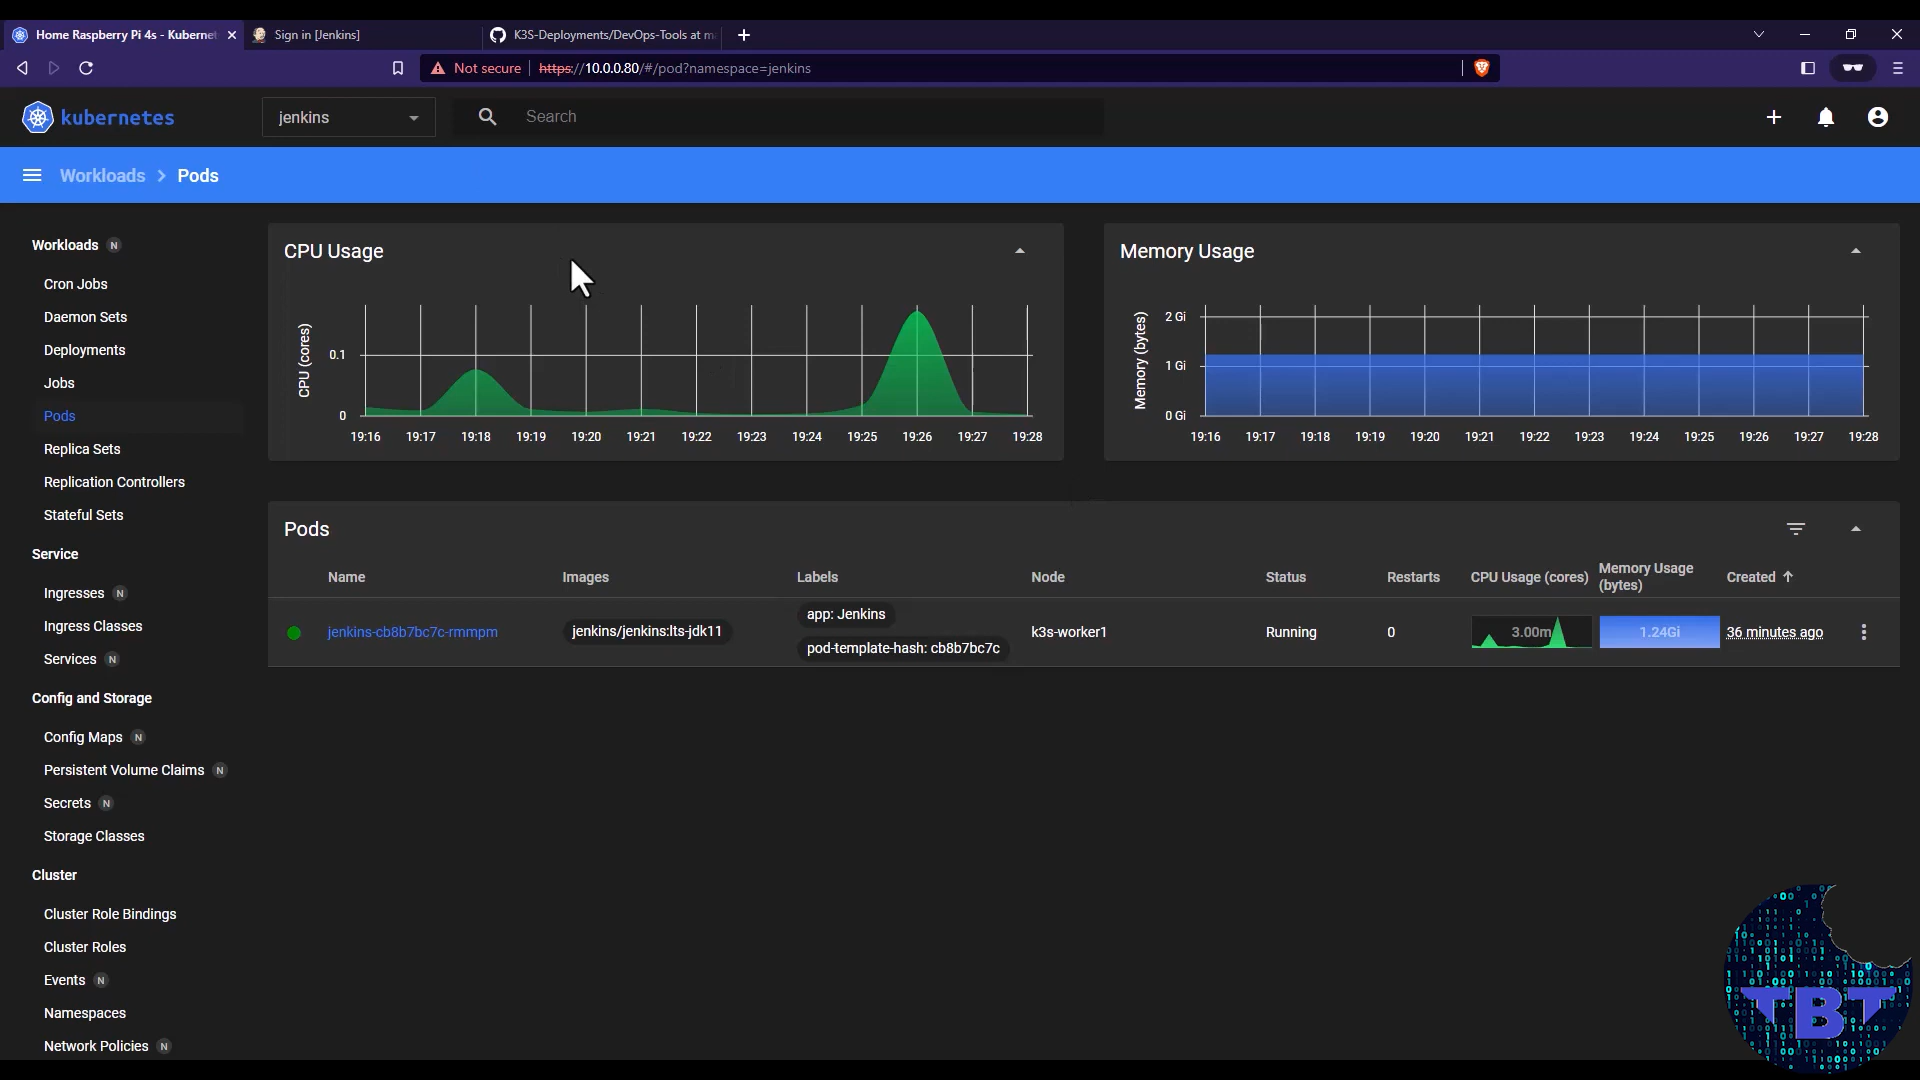 Home Raspberry Pi 4s - Kubernet
Sign in [Jenkins]
K3S-Deployments/DevOps-Tools at m
Not secure
https://10.0.0.80/#/pod?namespace=jenkins
kubernetes
jenkins
Search
Workloads > Pods
Workloads N
Cron Jobs
Daemon Sets
Deployments
Jobs
Pods
Replica Sets
Replication Controllers
Stateful Sets
Service
Ingresses N
Ingress Classes
Services N
Config and Storage
Config Maps N
Persistent Volume Claims N
Secrets N
Storage Classes
Cluster
Cluster Role Bindings
Cluster Roles
Events N
Namespaces
Network Policies N
CPU Usage
CPU (cores)
0.1
0
19:16 19:17 19:18 19:19 19:20 19:21 19:22 19:23 19:24 19:25 19:26 19:27 19:28
Memory Usage
Memory (bytes)
2 Gi
1 Gi
0 Gi
19:16 19:17 19:18 19:19 19:20 19:21 19:22 19:23 19:24 19:25 19:26 19:27 19:28
Pods
Name Images Labels Node Status Restarts CPU Usage (cores) Memory Usage (bytes) Created
jenkins-cb8b7bc7c-rmmpm
jenkins/jenkins:lts-jdk11
app: Jenkins
pod-template-hash: cb8b7bc7c
k3s-worker1
Running
0
3.00m
1.24Gi
36 minutes ago
TBT